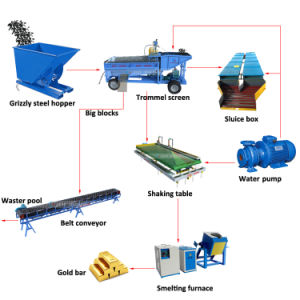 Grizzly steel hopper
Trommel screen
Big blocks
Sluice box
Water pump
Shaking table
Waster pool
Belt conveyor
Gold bar
Smelting furnace